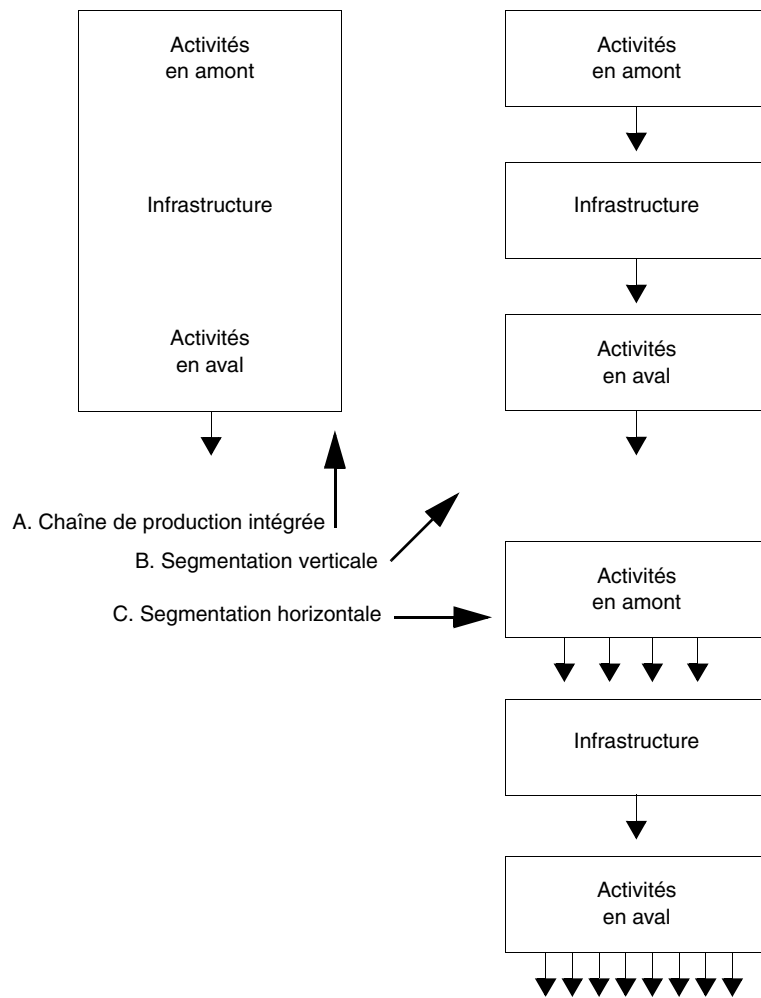 Activités
en amont
Infrastructure
Activités
en aval
Activités
en amont
Infrastructure
Activités
en aval
A. Chaîne de production intégrée
B. Segmentation verticale
C. Segmentation horizontale
Activités
en amont
Infrastructure
Activités
en aval